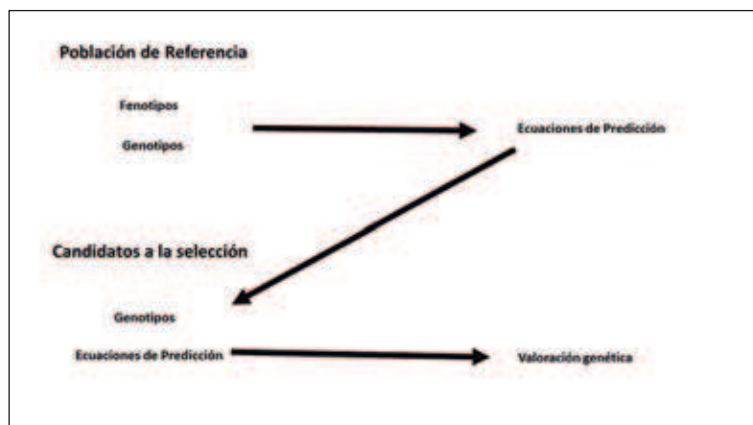 Población de Referencia
Fenotipos
Genotipos
Ecuaciones de Predicción
Candidatos a la selección
Genotipos
Ecuaciones de Predicción
Valoración genética